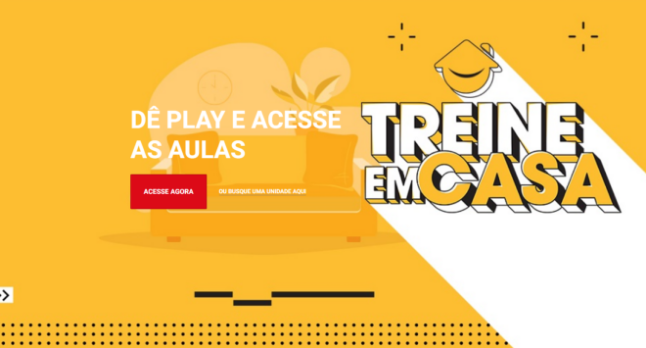 DÊ PLAY E ACESSE
AS AULAS
ACESSE AGORA
OU BUSQUE UMA UNIDADE AQUI
TREINE
EM CASA